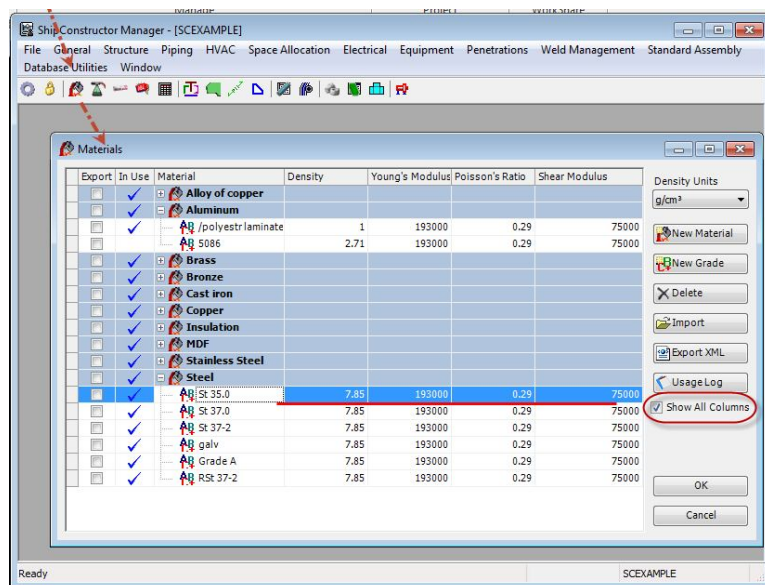 ShipConstructor Manager - [SCEXAMPLE]
File General Structure Piping HVAC Space Allocation Electrical Equipment Penetrations Weld Management Standard Assembly
Database Utilities Window
Materials
Export In Use Material Density Young's Modulus Poisson's Ratio Shear Modulus
Alloy of copper
Aluminum
/polyestr laminate 1 193000 0.29 75000
5086 2.71 193000 0.29 75000
Brass
Bronze
Cast iron
Copper
Insulation
MDF
Stainless Steel
Steel
St 35.0 7.85 193000 0.29 75000
St 37.0 7.85 193000 0.29 75000
St 37-2 7.85 193000 0.29 75000
galv 7.85 193000 0.29 75000
Grade A 7.85 193000 0.29 75000
RSt 37-2 7.85 193000 0.29 75000
Density Units
g/cm³
New Material
New Grade
Delete
Import
Export XML
Usage Log
Show All Columns
OK
Cancel
Ready SCEXAMPLE